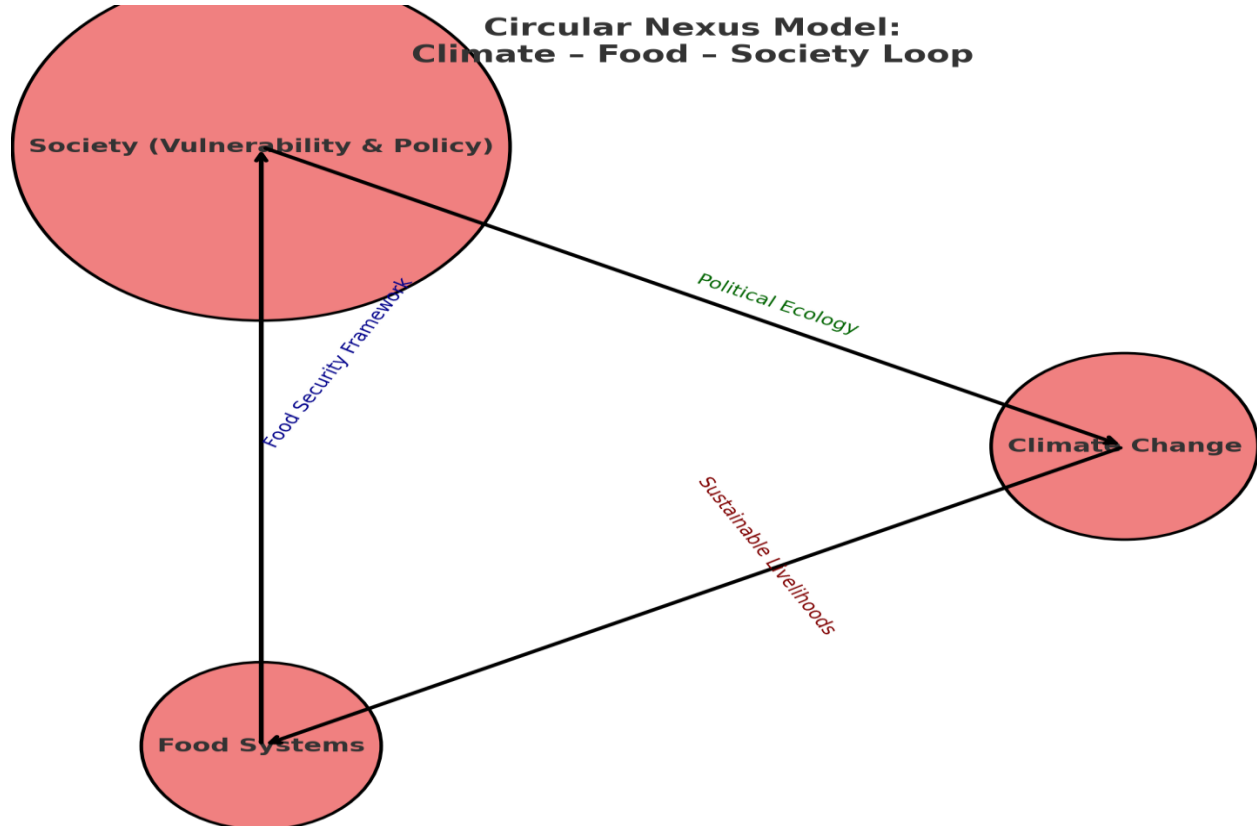 Circular Nexus Model:
Climate – Food – Society Loop
Society (Vulnerability & Policy)
Political Ecology
Food Security Framework
Climate Change
Sustainable Livelihoods
Food Systems